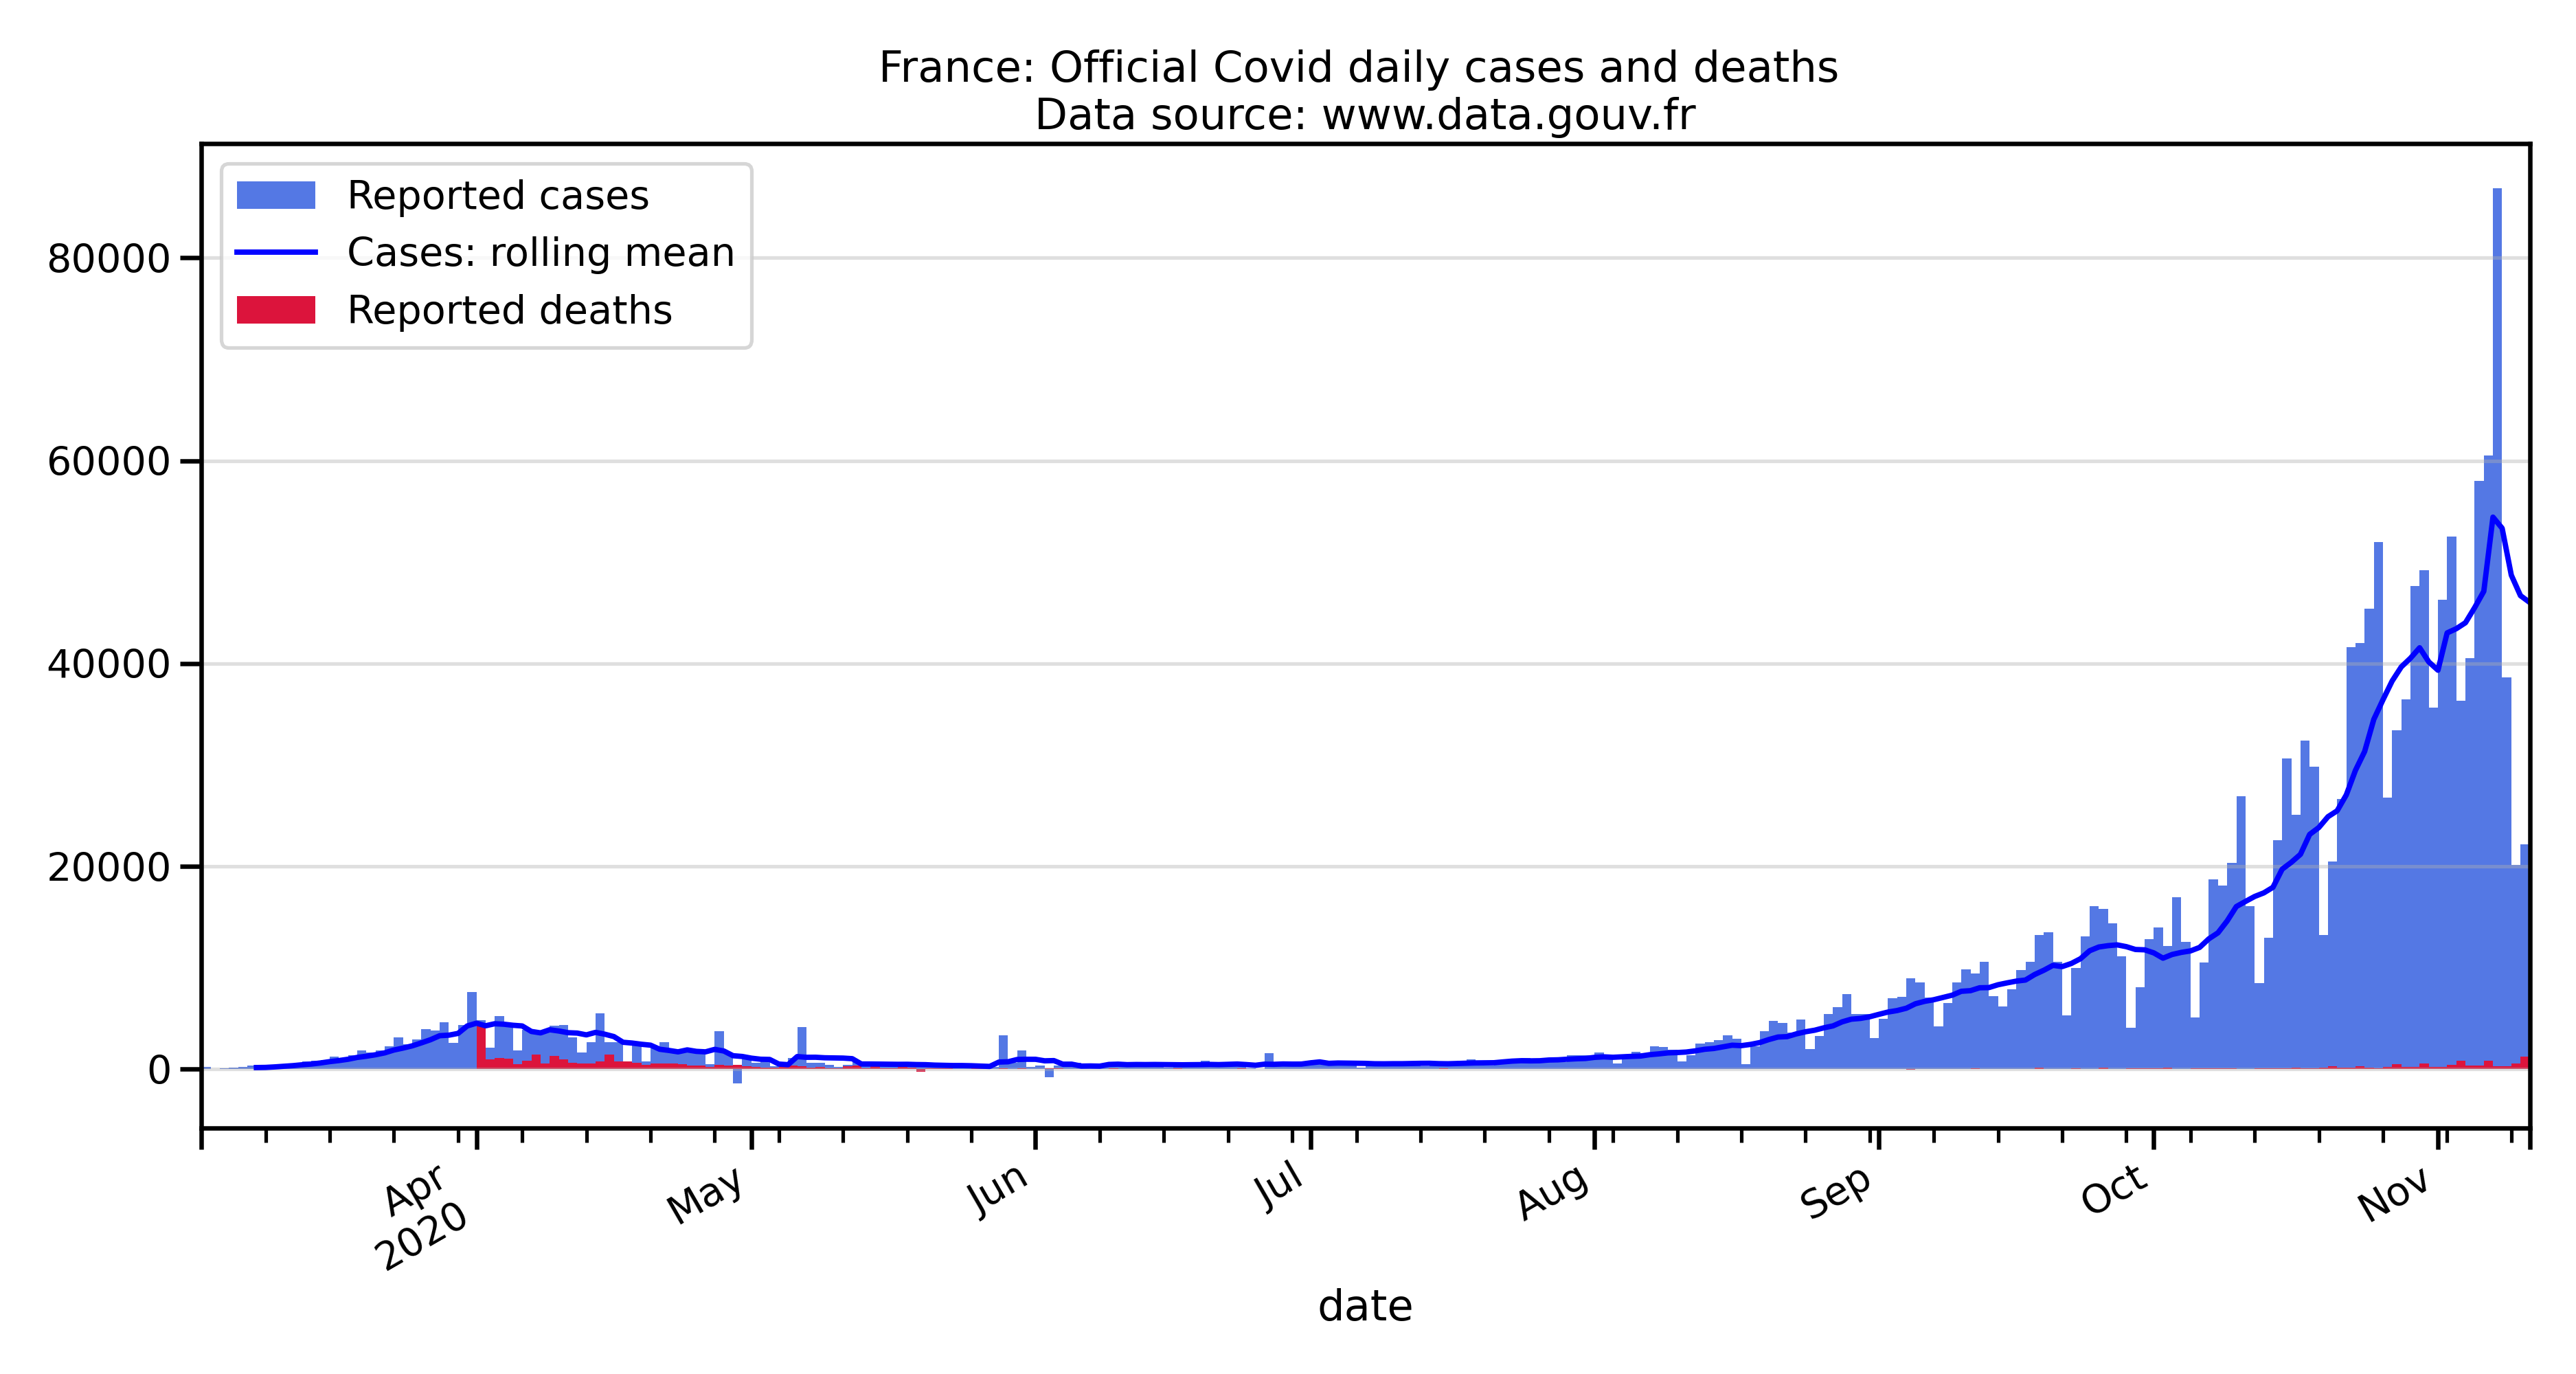 France: Official Covid daily cases and deaths
Data source: www.data.gouv.fr
Reported cases
Cases: rolling mean
Reported deaths
80000
60000
40000
20000
0
Apr
2020
May
Jun
Jul
Aug
Sep
Oct
Nov
date